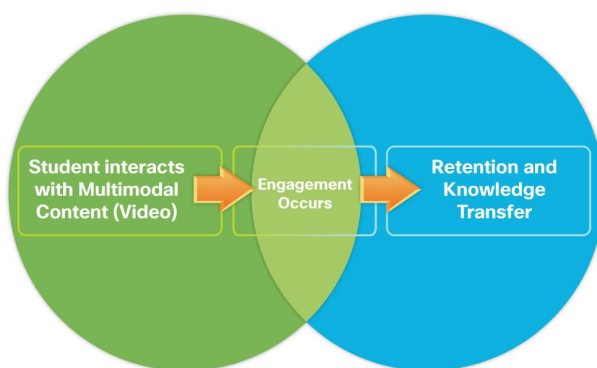 Student interacts
with Multimodal
Content (Video)
Engagement
Occurs
Retention and
Knowledge
Transfer